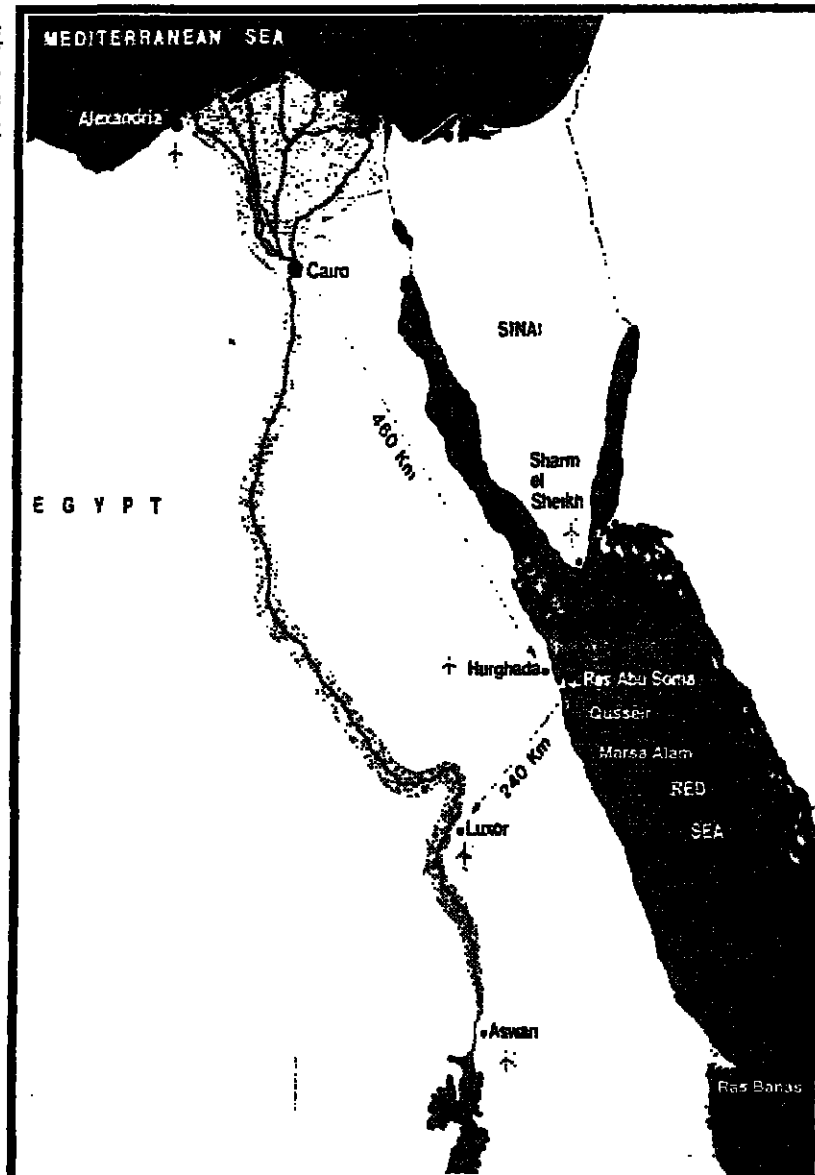 MEDITERRANEAN SEA
Alexandria
Cairo
SINAI
460 Km
Sharm
el
Sheikh
EGYPT
Hurghada
Ras Abu Soma
Qusseir
Marsa Alam
240 Km
RED
SEA
Luxor
Aswan
Ras Banas